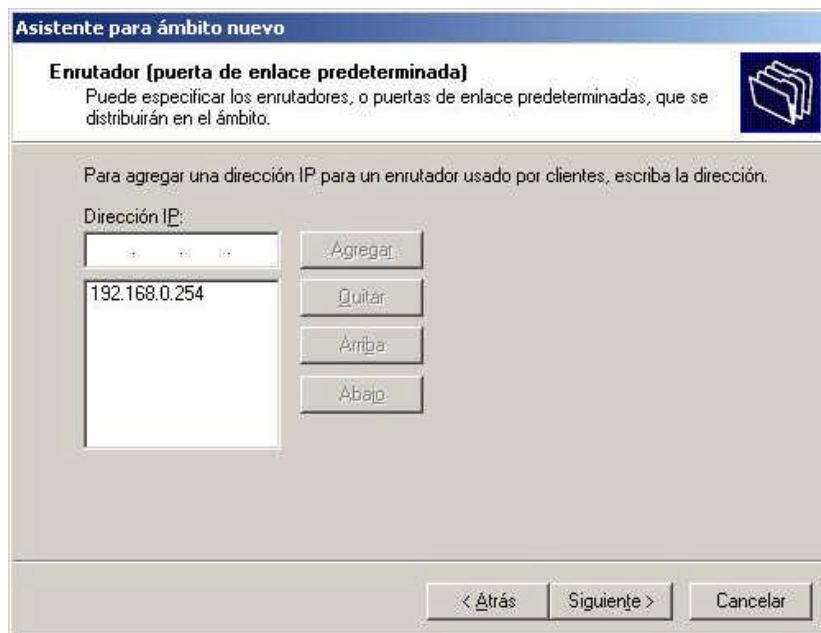 Asistente para ámbito nuevo
Enrutador (puerta de enlace predeterminada)
Puede especificar los enrutadores, o puertas de enlace predeterminadas, que se
distribuirán en el ámbito.
Para agregar una dirección IP para un enrutador usado por clientes, escriba la dirección.
Dirección IP:
Agregar
192.168.0.254
Quitar
Arriba
Abajo
< Atrás
Siguiente >
Cancelar